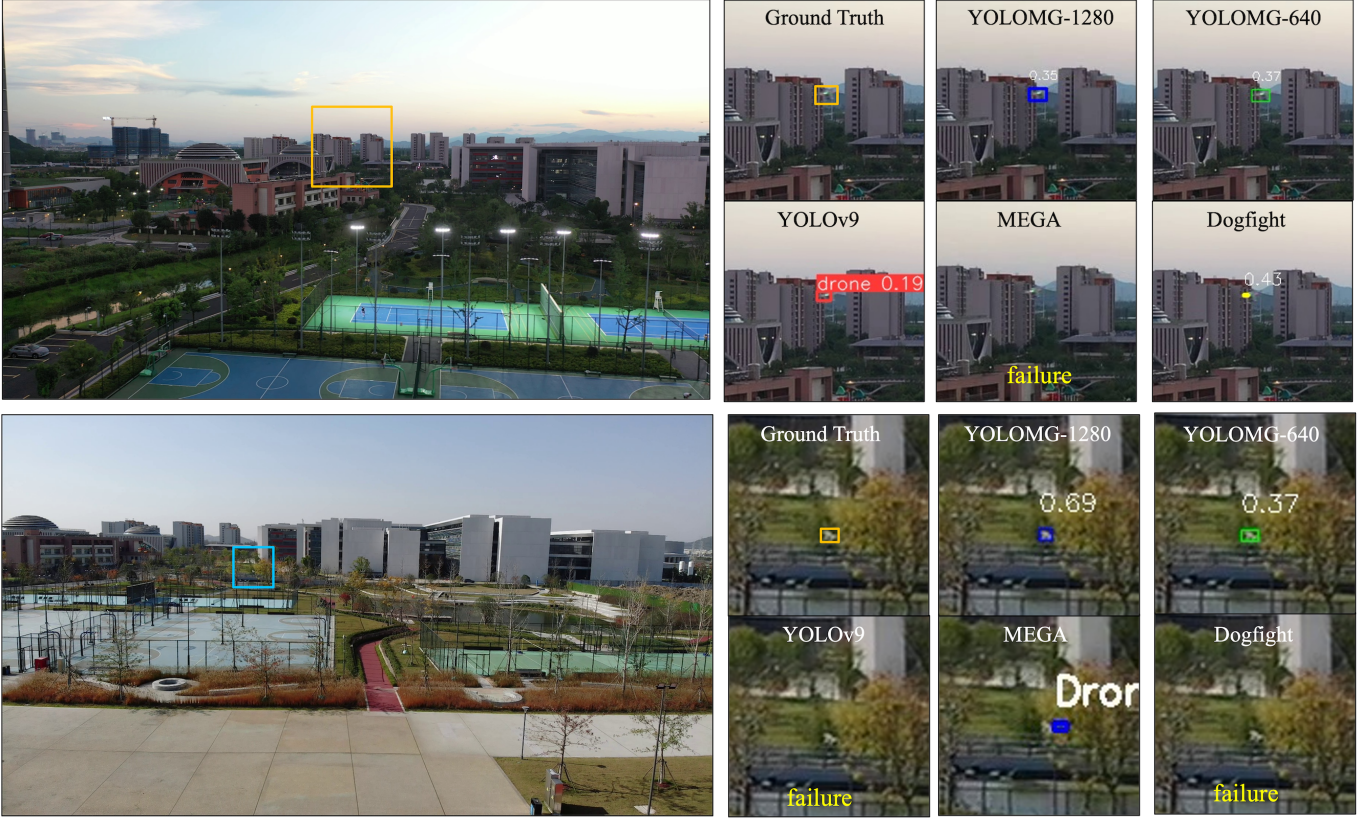 Ground Truth
YOLOMG-1280
YOLOMG-640
0.35
0.37
YOLOv9
MEGA
Dogfight
drone 0.19
0.43
failure
Ground Truth
YOLOMG-1280
YOLOMG-640
0.69
0.37
YOLOv9
MEGA
Dogfight
Dron
failure
failure